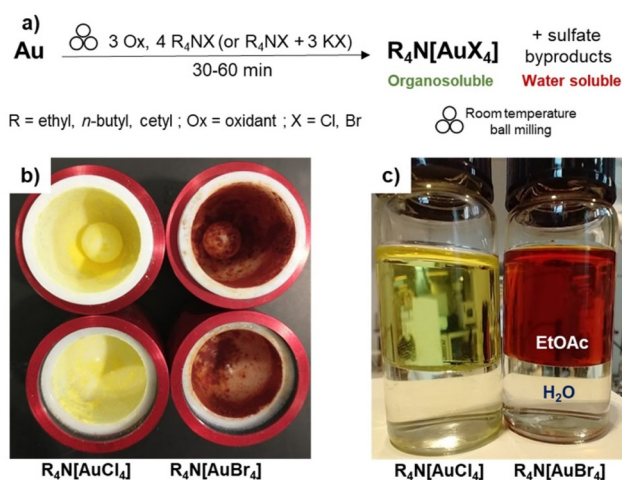 a)
Au
3 Ox, 4 R₄NX (or R₄NX + 3 KX)
30-60 min
R₄N[AuX₄]
Organosoluble
+ sulfate
byproducts
Water soluble
R = ethyl, n-butyl, cetyl ; Ox = oxidant ; X = Cl, Br
Room temperature
ball milling
b)
R₄N[AuCl₄]
R₄N[AuBr₄]
c)
EtOAc
H₂O
R₄N[AuCl₄]
R₄N[AuBr₄]